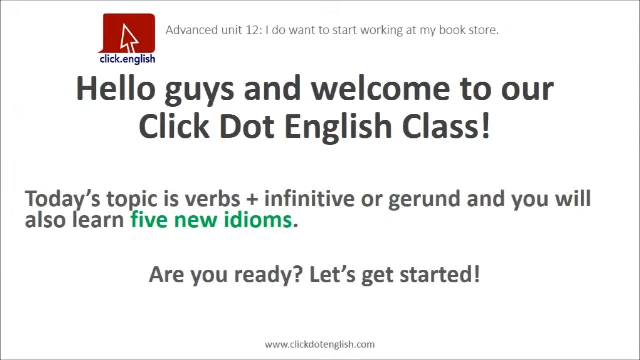 Advanced unit 12: I do want to start working at my book store.
click.english
Hello guys and welcome to our
Click Dot English Class!
Today's topic is verbs + infinitive or gerund and you will
also learn five new idioms.
Are you ready? Let's get started!
www.clickdotenglish.com